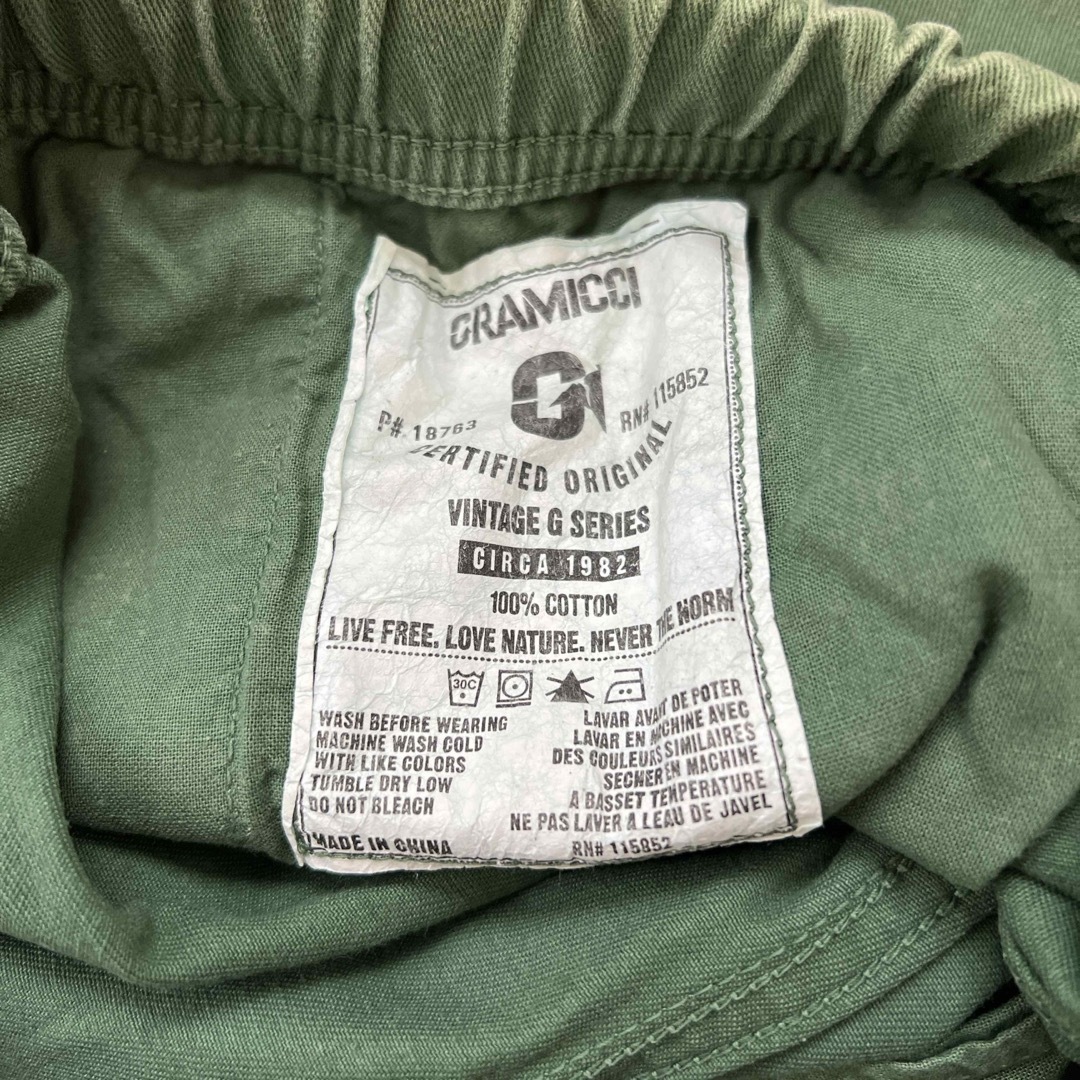 GRAMICCI
G
P# 18763
RN# 115852
CERTIFIED ORIGINAL
VINTAGE G SERIES
CIRCA 1982
100% COTTON
LIVE FREE. LOVE NATURE. NEVER THE NORM
30C
WASH BEFORE WEARING
MACHINE WASH COLD
WITH LIKE COLORS
TUMBLE DRY LOW
DO NOT BLEACH
LAVAR AVANT DE POTER
LAVAR EN MACHINE AVEC
DES COULEURS SIMILAIRES
SECHER EN MACHINE
A BASSET TEMPERATURE
NE PAS LAVER A LEAU DE JAVEL
MADE IN CHINA
RN# 115852